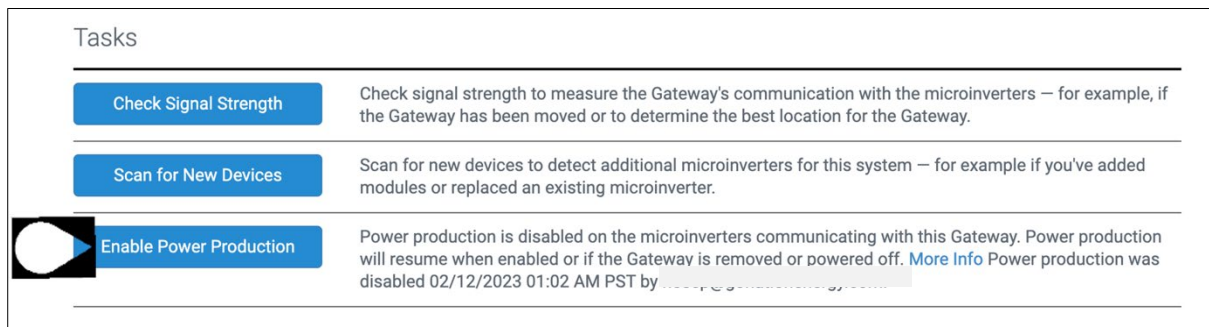 Tasks
Check Signal Strength
Check signal strength to measure the Gateway's communication with the microinverters — for example, if
the Gateway has been moved or to determine the best location for the Gateway.
Scan for New Devices
Scan for new devices to detect additional microinverters for this system — for example if you've added
modules or replaced an existing microinverter.
Enable Power Production
Power production is disabled on the microinverters communicating with this Gateway. Power production
will resume when enabled or if the Gateway is removed or powered off. More Info Power production was
disabled 02/12/2023 01:02 AM PST by